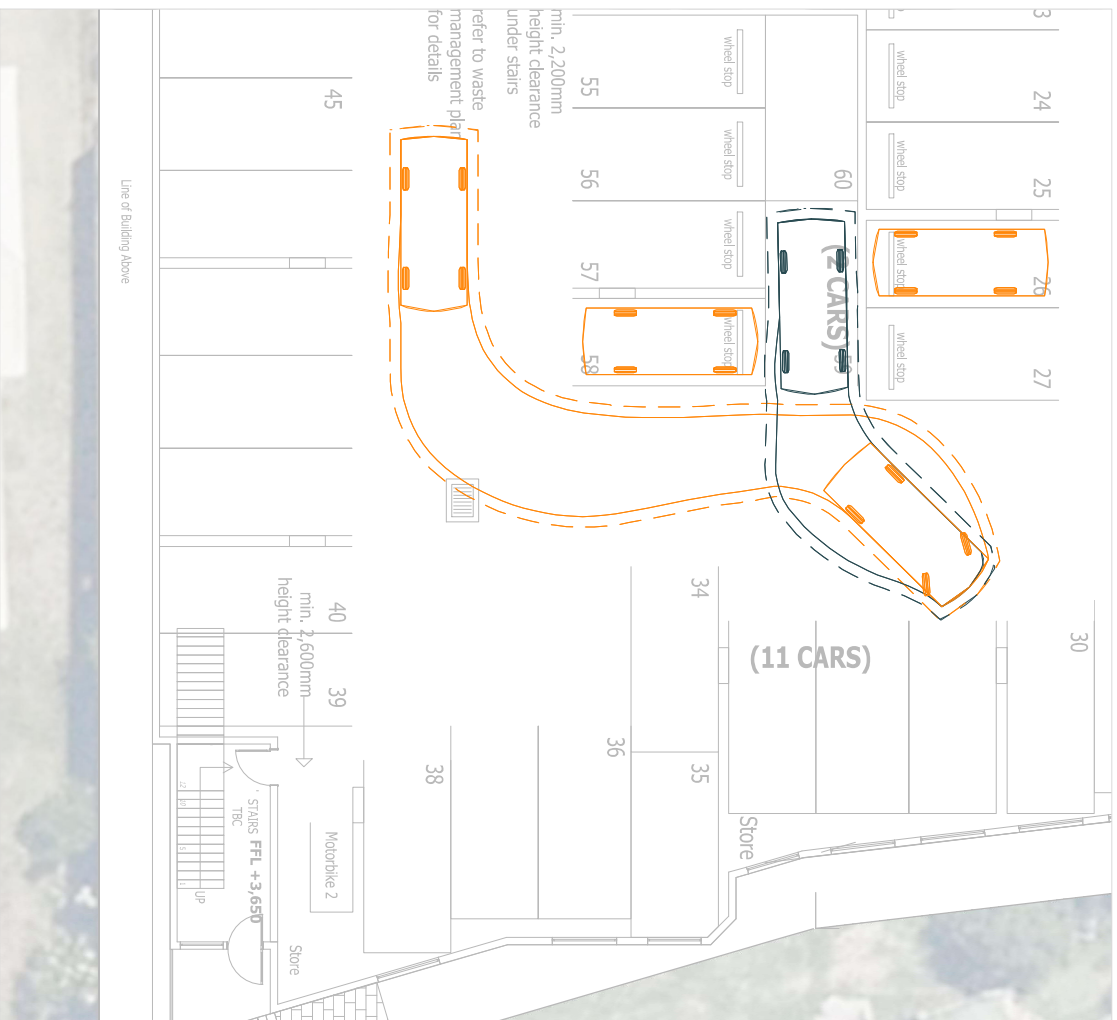 min. 2,200mm
height clearance
under stairs
refer to waste
management plan
for details
45
Line of Building Above
55
56
57
58
wheel stop
wheel stop
wheel stop
wheel stop
60
(2 CARS)
59
wheel stop
wheel stop
wheel stop
wheel stop
24
25
26
27
40
39
min. 2,600mm
height clearance
34
(11 CARS)
30
36
35
38
Store
Motorbike 2
STAIRS FFL +3,650
TBC
UP
Store